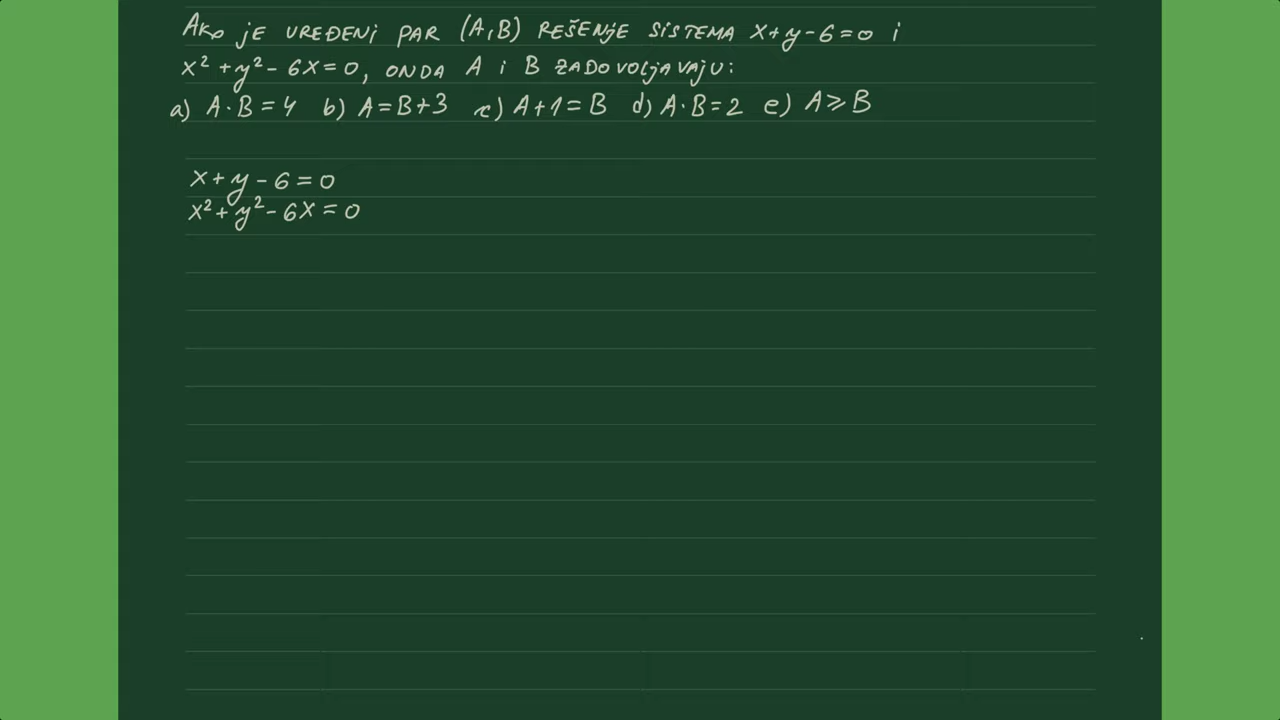 Ako je uređeni par (A,B) rešenje sistema x+y-6=0 i
x²+y²-6x=0, onda A i B zadovoljavaju:
a) A·B=4 b) A=B+3 c) A+1=B d) A·B=2 e) A≥B
x+y-6=0
x²+y²-6x=0